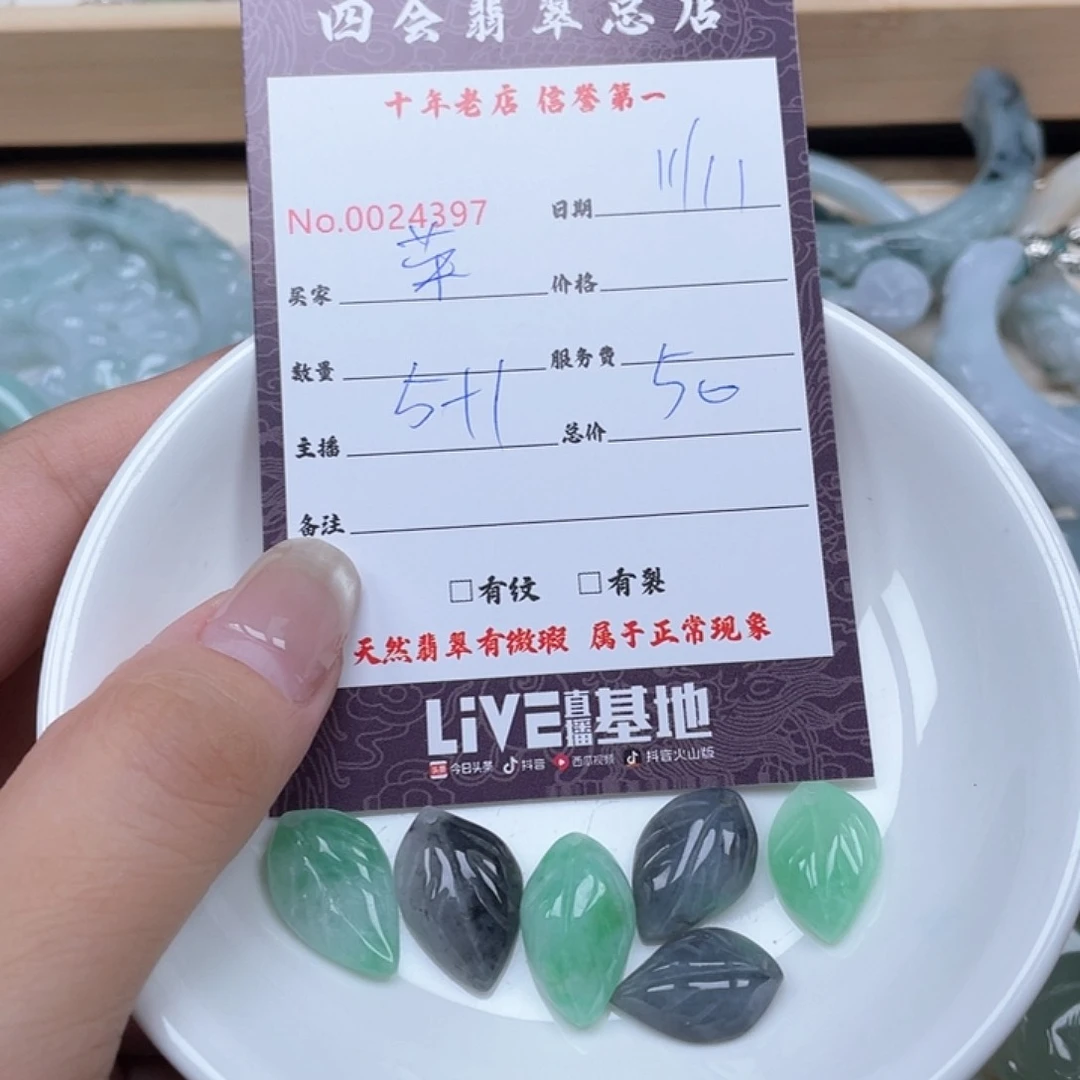 四会翡翠总店
十年老店 信誉第一
No.0024397 日期 11/11
买家 菜 价格
数量 5+1 服务费 50
主播 总价
备注
□有纹 □有裂
天然翡翠有微瑕 属于正常现象
LiVE直播基地
头条 今日头条 抖音 西瓜视频 抖音火山版